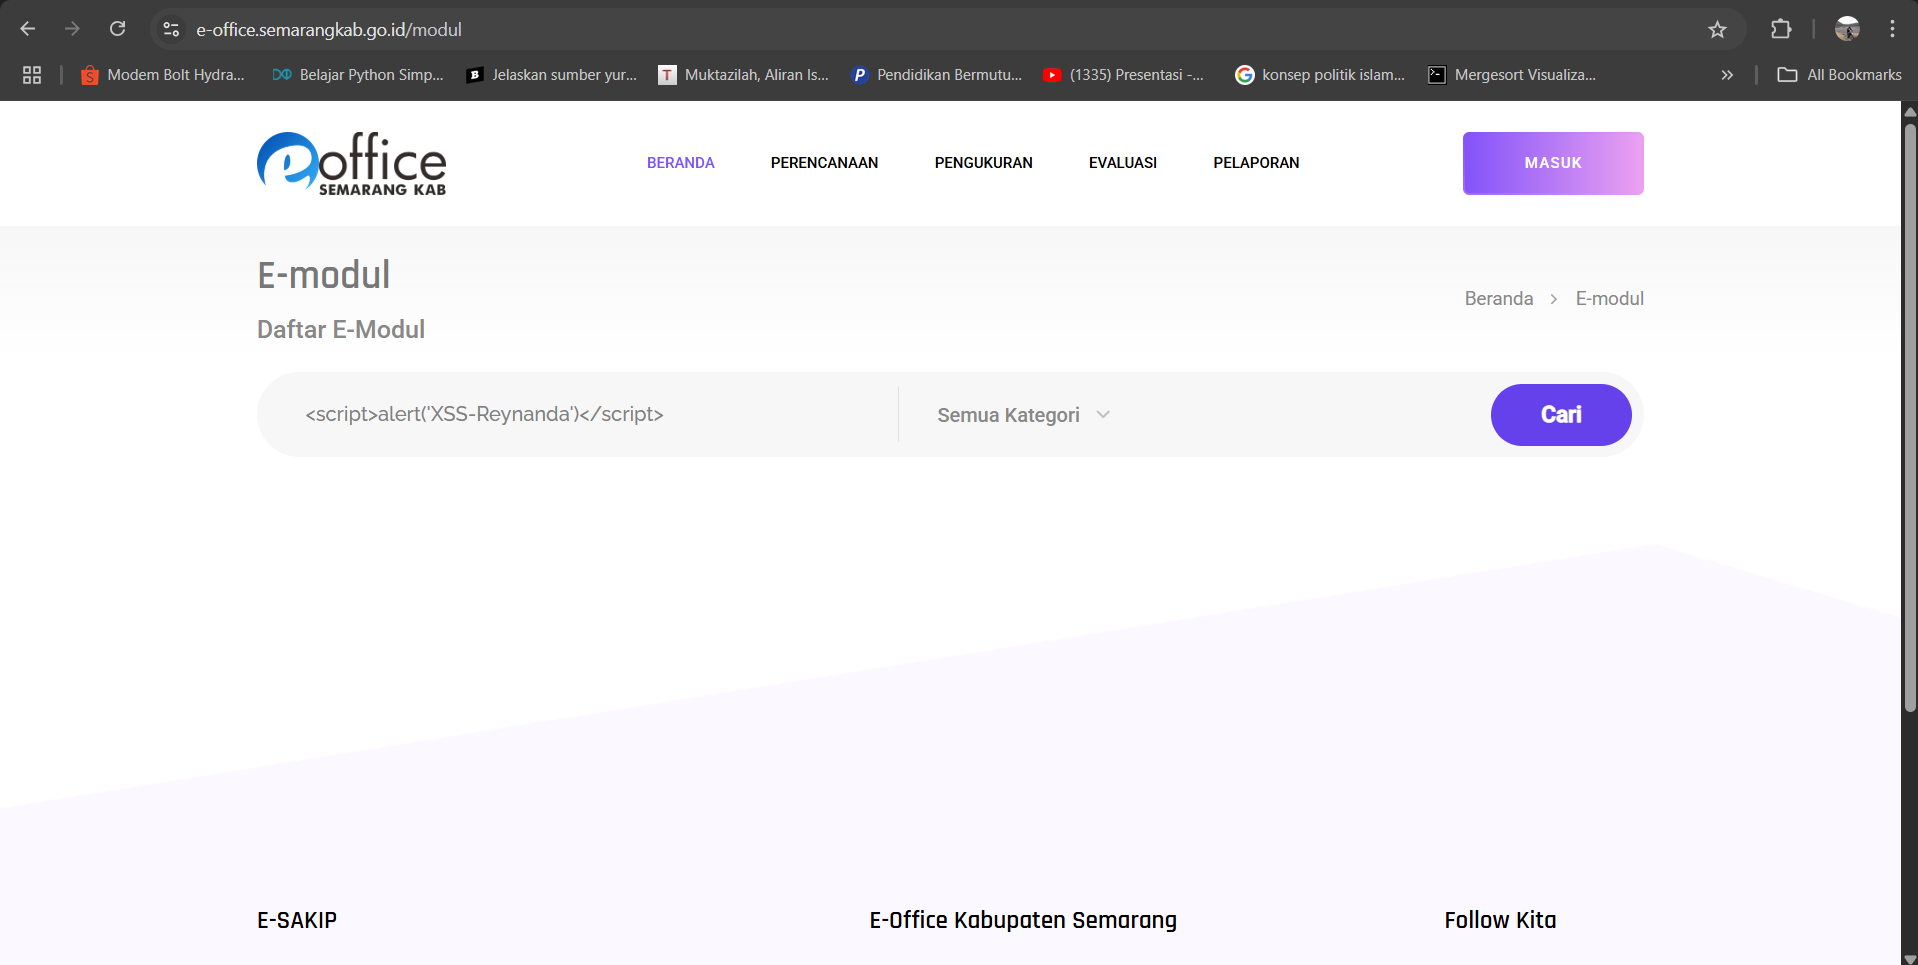 e-office.semarangkab.go.id/modul
Modem Bolt Hydra...
Belajar Python Simp...
Jelaskan sumber yur...
Muktazilah, Aliran Is...
Pendidikan Bermutu...
(1335) Presentasi -...
konsep politik islam...
Mergesort Visualiza...
All Bookmarks
eoffice
SEMARANG KAB
BERANDA
PERENCANAAN
PENGUKURAN
EVALUASI
PELAPORAN
MASUK
E-modul
Beranda > E-modul
Daftar E-Modul
<script>alert('XSS-Reynanda')</script>
Semua Kategori
Cari
E-SAKIP
E-Office Kabupaten Semarang
Follow Kita